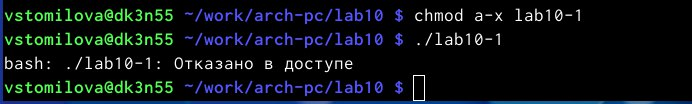 vstomilova@dk3n55 ~/work/arch-pc/lab10 $ chmod a-x lab10-1
vstomilova@dk3n55 ~/work/arch-pc/lab10 $ ./lab10-1
bash: ./lab10-1: Отказано в доступе
vstomilova@dk3n55 ~/work/arch-pc/lab10 $